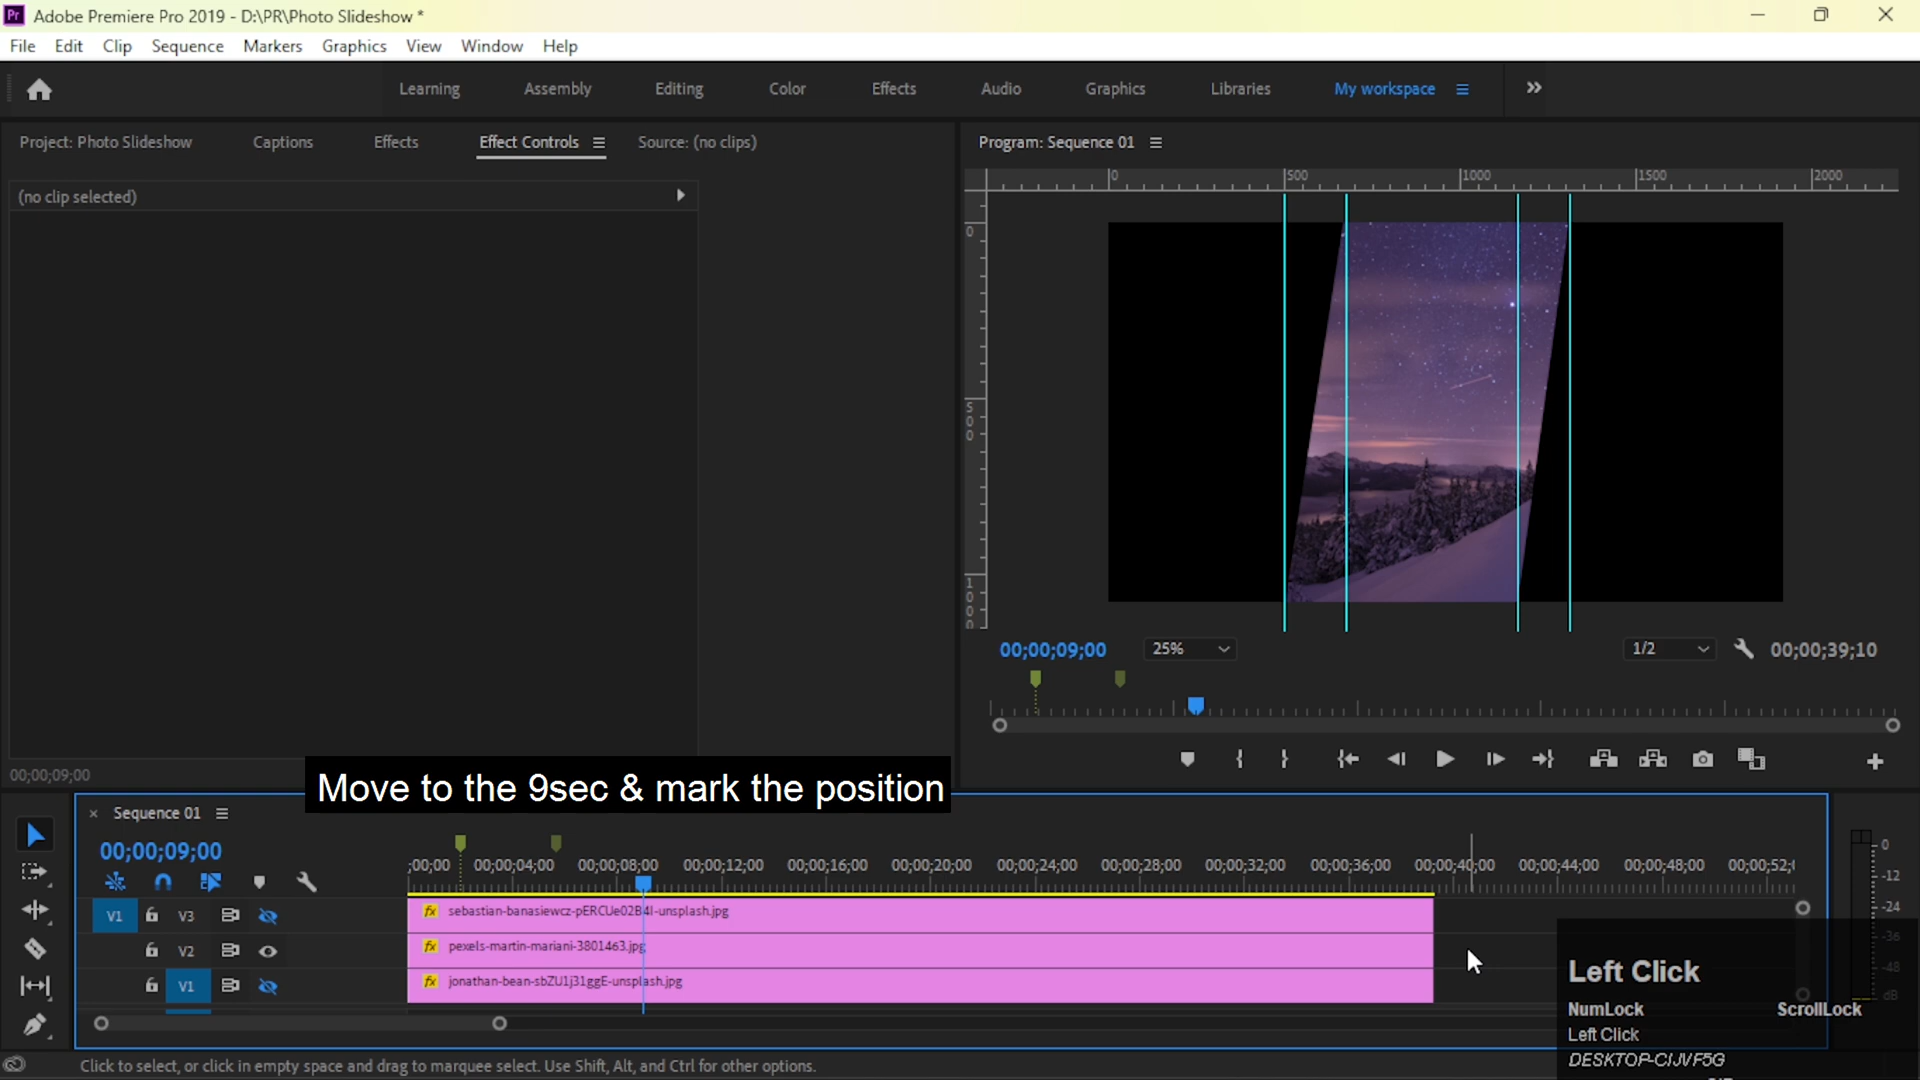 Pr Adobe Premiere Pro 2019 - D:\PR\Photo Slideshow *
File Edit Clip Sequence Markers Graphics View Window Help
Learning Assembly Editing Color Effects Audio Graphics Libraries My workspace
Project: Photo Slideshow Captions Effects Effect Controls Source: (no clips) Program: Sequence 01
0 500 1000 1500 2000
(no clip selected)
0
500
1000
00;00;09;00 25% 1/2 00;00;39;10
00;00;09;00
Move to the 9sec & mark the position
Sequence 01
00;00;09;00
;00;00 00;00;04;00 00;00;08;00 00;00;12;00 00;00;16;00 00;00;20;00 00;00;24;00 00;00;28;00 00;00;32;00 00;00;36;00 00;00;40;00 00;00;44;00 00;00;48;00 00;00;52;
V1 V3 fx sebastian-banasiewcz-pERCUe02B4I-unsplash.jpg
V2 fx pexels-martin-mariani-3801463.jpg
V1 fx jonathan-bean-sbZU1j31ggE-unsplash.jpg
0
-12
-24
-36
-48
dB
Left Click
NumLock ScrollLock
Left Click
DESKTOP-CIJVF5G
Click to select, or click in empty space and drag to marquee select. Use Shift, Alt, and Ctrl for other options.